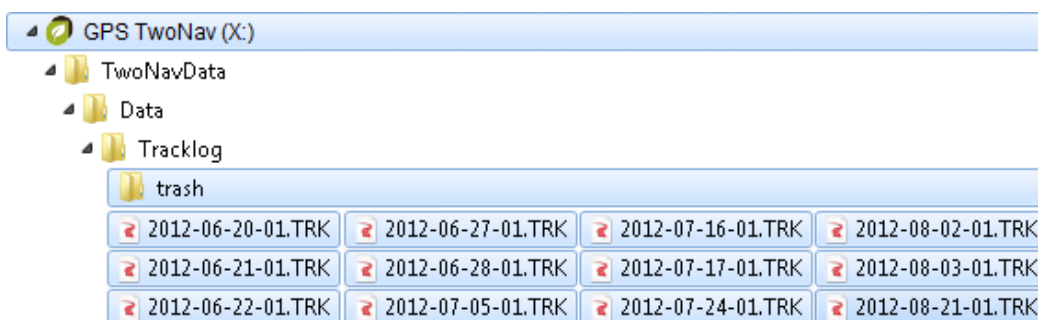 GPS TwoNav (X:)
TwoNavData
Data
Tracklog
trash
2012-06-20-01.TRK 2012-06-27-01.TRK 2012-07-16-01.TRK 2012-08-02-01.TRK
2012-06-21-01.TRK 2012-06-28-01.TRK 2012-07-17-01.TRK 2012-08-03-01.TRK
2012-06-22-01.TRK 2012-07-05-01.TRK 2012-07-24-01.TRK 2012-08-21-01.TRK